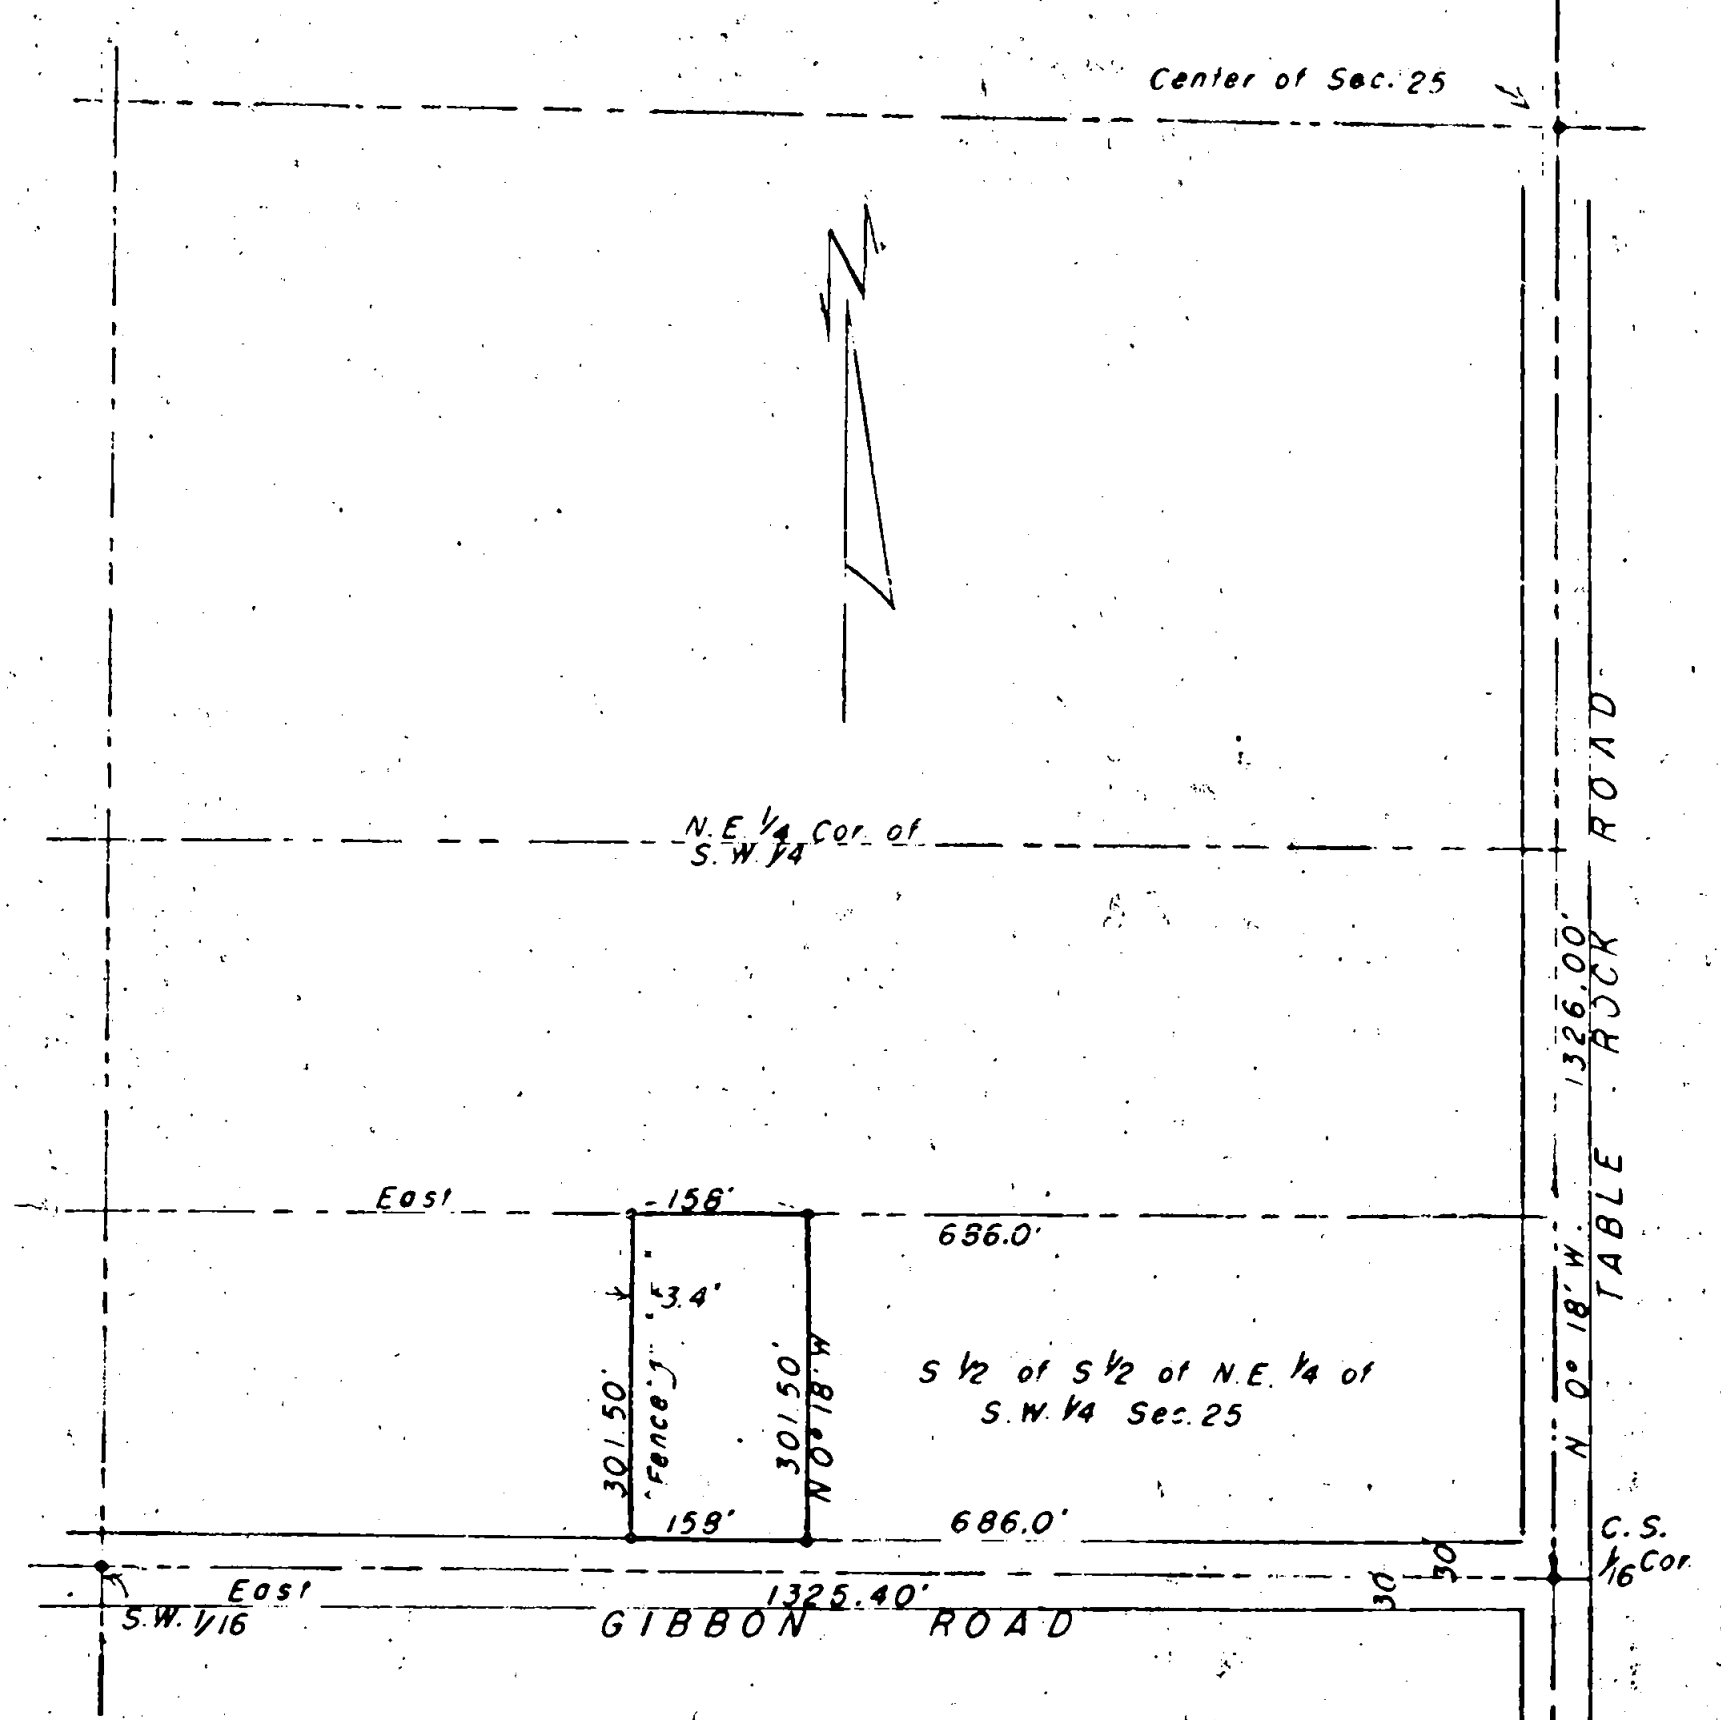 Center of Sec. 25
N
N.E. 1/4 Cor. of
S.W. 1/4
TABLE ROCK ROAD
N 0° 18' W. 1326.00'
East
158'
686.0'
3.4'
"Fence"
301.50'
301.50'
N 0° 18' W
S 1/2 of S 1/2 of N.E. 1/4 of
S.W. 1/4 Sec. 25
158'
686.0'
C.S.
1/16 Cor.
30'
30'
East
1325.40'
S.W. 1/16
GIBBON ROAD